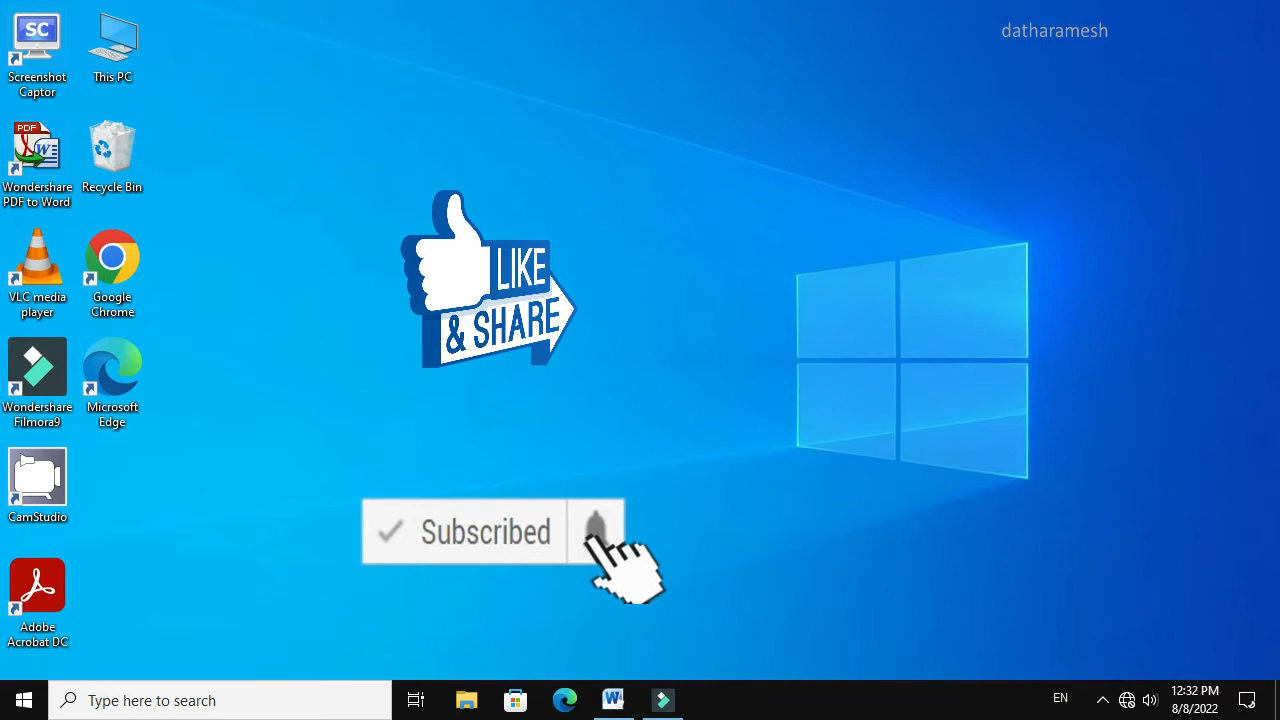 datharamesh
SC
Screenshot
Captor
This PC
PDF
W
Wondershare
PDF to Word
Recycle Bin
VLC media
player
Google
Chrome
Wondershare
Filmora9
Microsoft
Edge
CamStudio
Adobe
Acrobat DC
LIKE
& SHARE
Subscribed
Type here to search
W
EN
12:32 PM
8/8/2022